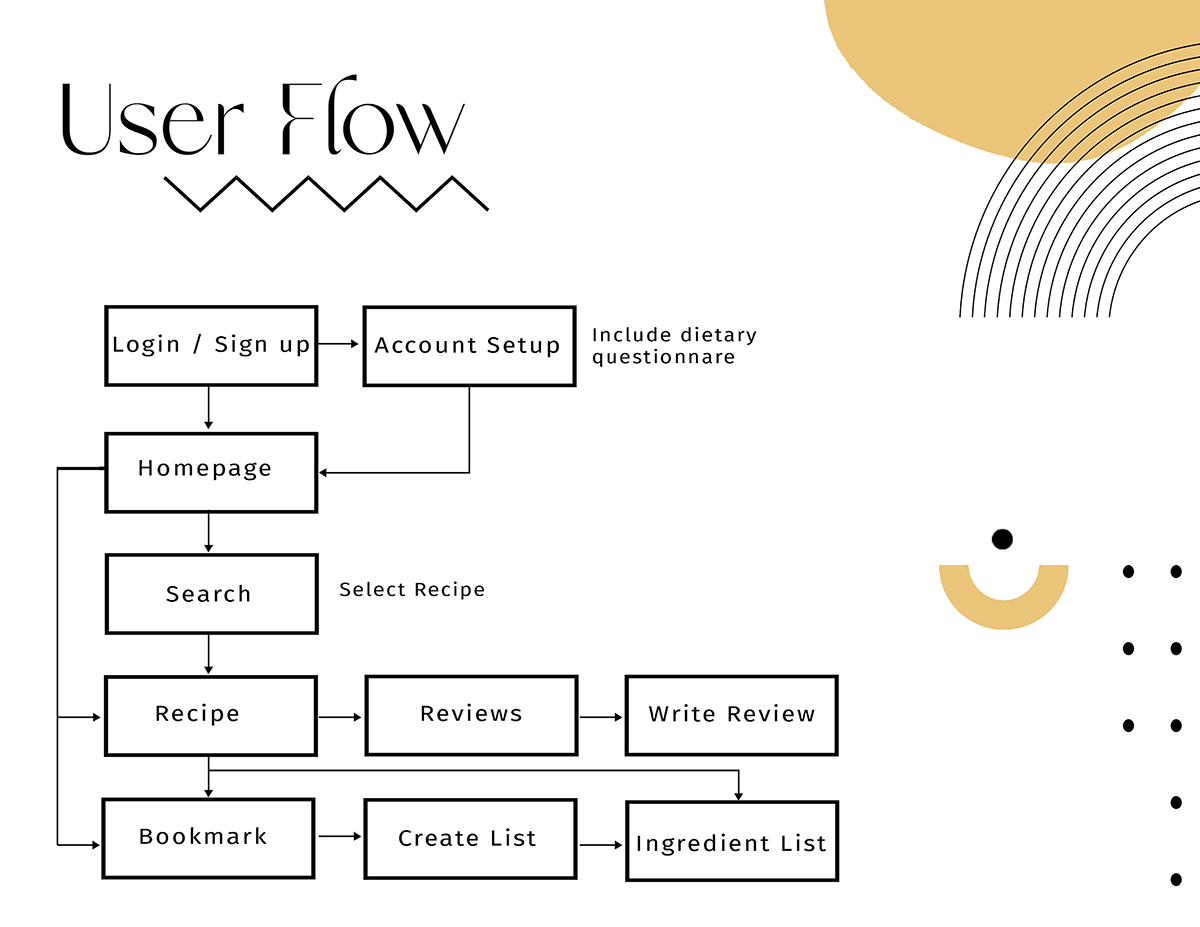 User Flow
Login / Sign up
Account Setup
Include dietary
questionnare
Homepage
Search
Select Recipe
Recipe
Reviews
Write Review
Bookmark
Create List
Ingredient List